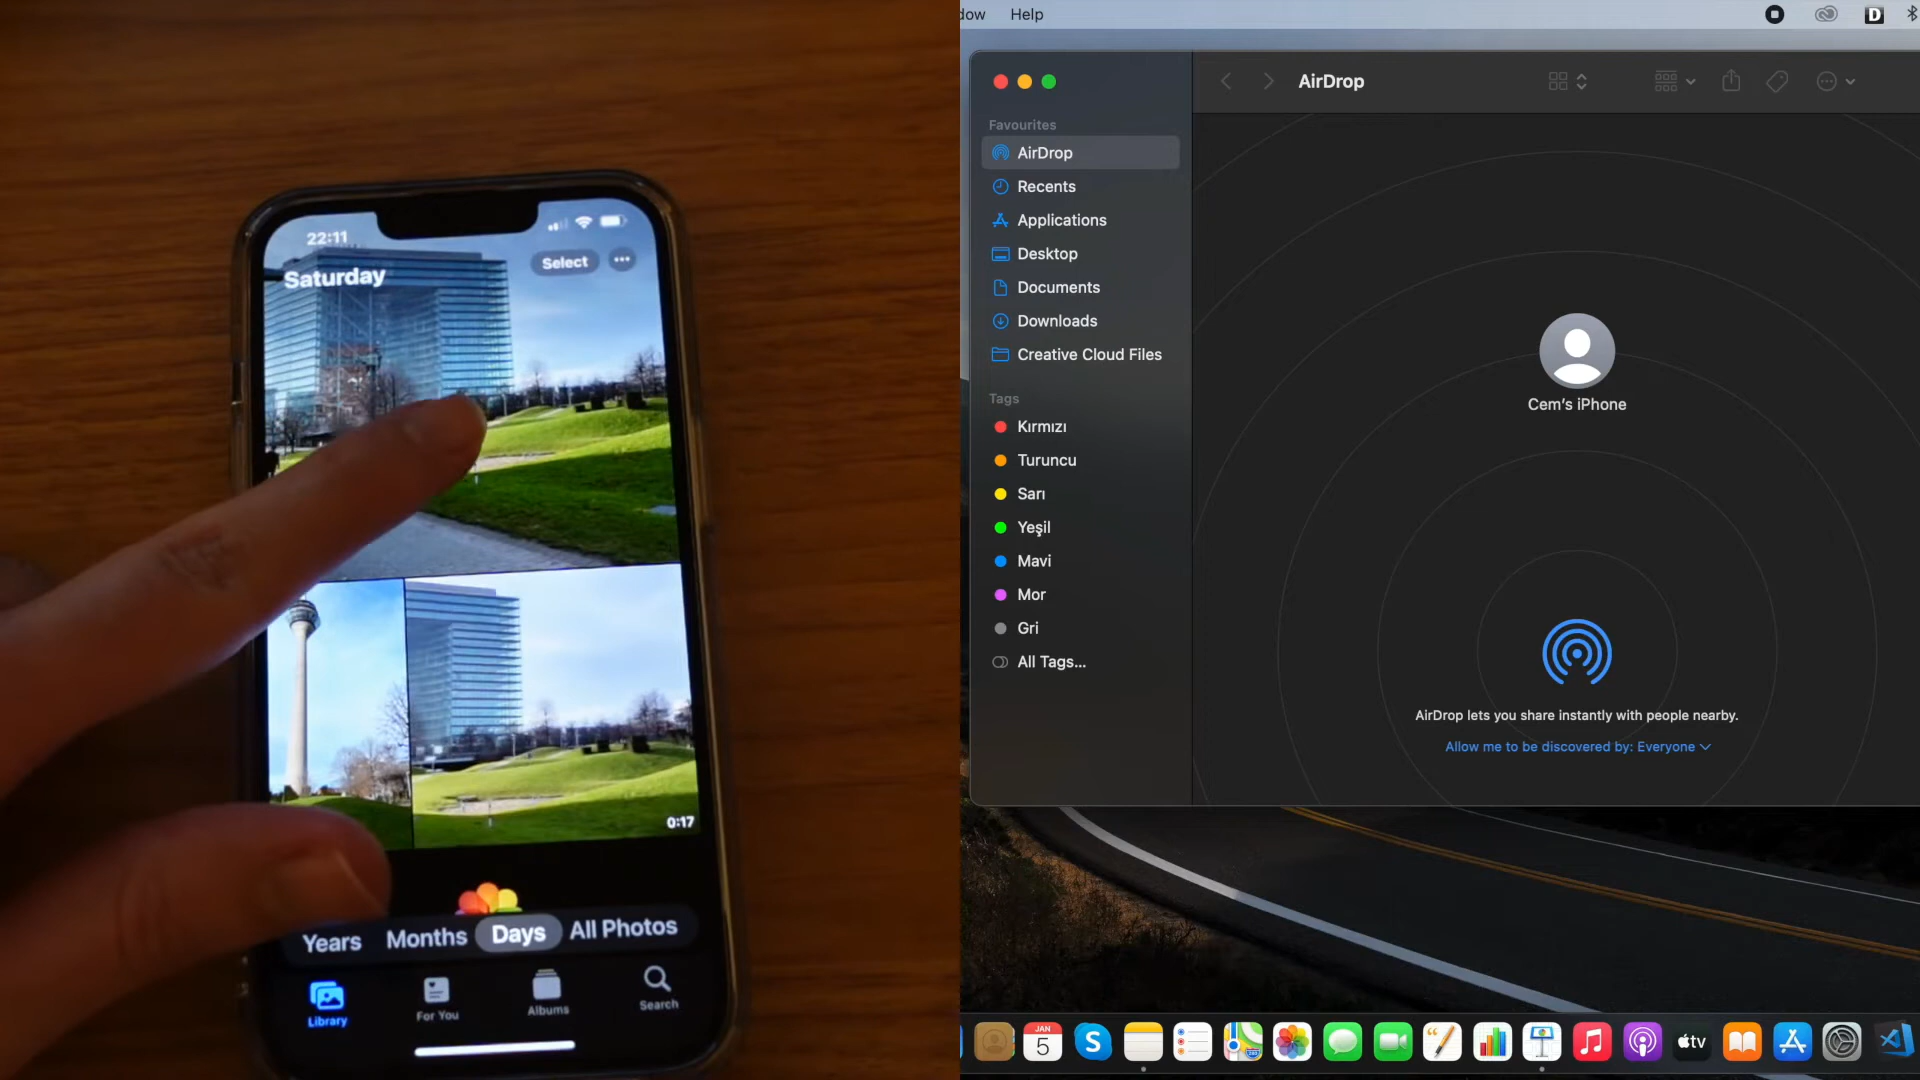 22:11
Saturday
Select
0:17
Years Months Days All Photos
Library For You Albums Search
dow Help
D
AirDrop
Favourites
AirDrop
Recents
Applications
Desktop
Documents
Downloads
Creative Cloud Files
Tags
Kırmızı
Turuncu
Sarı
Yeşil
Mavi
Mor
Gri
All Tags...
Cem's iPhone
AirDrop lets you share instantly with people nearby.
Allow me to be discovered by: Everyone
JAN
5
S
tv